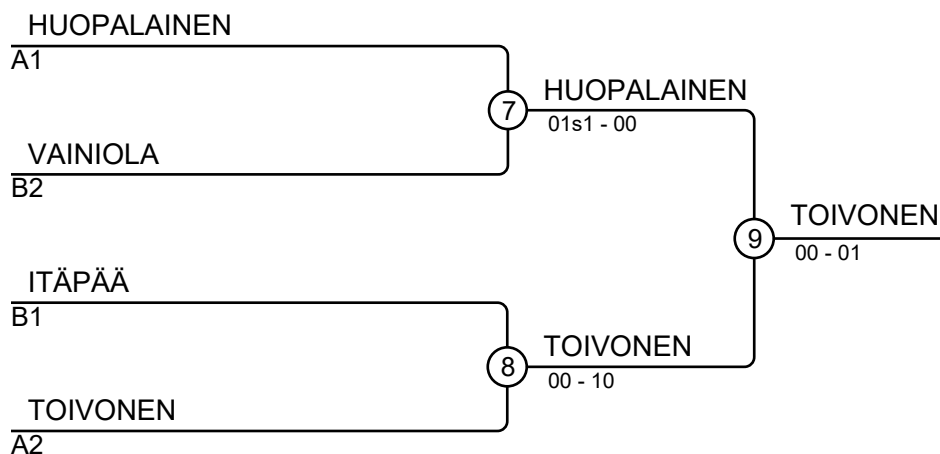 HUOPALAINEN
A1
7
HUOPALAINEN
01s1 - 00
VAINIOLA
B2
9
TOIVONEN
00 - 01
ITÄPÄÄ
B1
8
TOIVONEN
00 - 10
TOIVONEN
A2